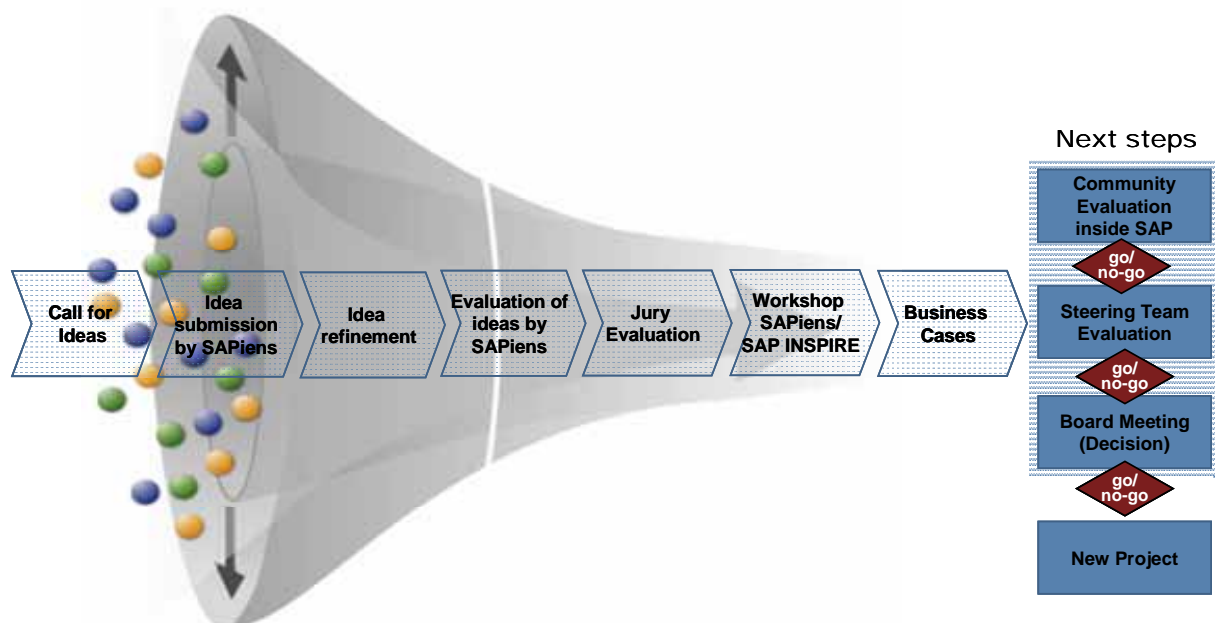 Call for
Ideas
Idea
submission
by SAPiens
Idea
refinement
Evaluation of
ideas by
SAPiens
Jury
Evaluation
Workshop
SAPiens/
SAP INSPIRE
Business
Cases
Next steps
Community
Evaluation
inside SAP
go/
no-go
Steering Team
Evaluation
go/
no-go
Board Meeting
(Decision)
go/
no-go
New Project